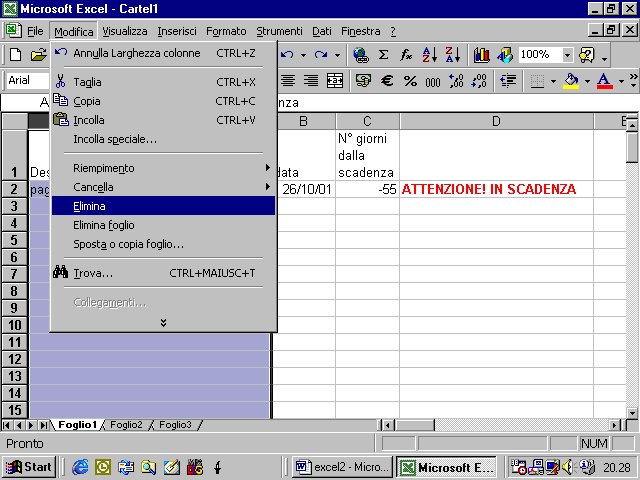 Microsoft Excel - Cartel1
File Modifica Visualizza Inserisci Formato Strumenti Dati Finestra ?
100%
Arial
A
nza
Annulla Larghezza colonne CTRL+Z
Taglia CTRL+X
Copia CTRL+C
Incolla CTRL+V
Incolla speciale...
Riempimento
Cancella
Elimina
Elimina foglio
Sposta o copia foglio...
Trova... CTRL+MAIUSC+T
Collegamenti...
B C D E
1 Des data N° giorni
dalla
scadenza
2 pag 26/10/01 -55 ATTENZIONE! IN SCADENZA
3
4
5
6
7
8
9
10
11
12
13
14
15
Foglio1 Foglio2 Foglio3
Pronto NUM
Start excel2 - Micro... Microsoft E... 20.28